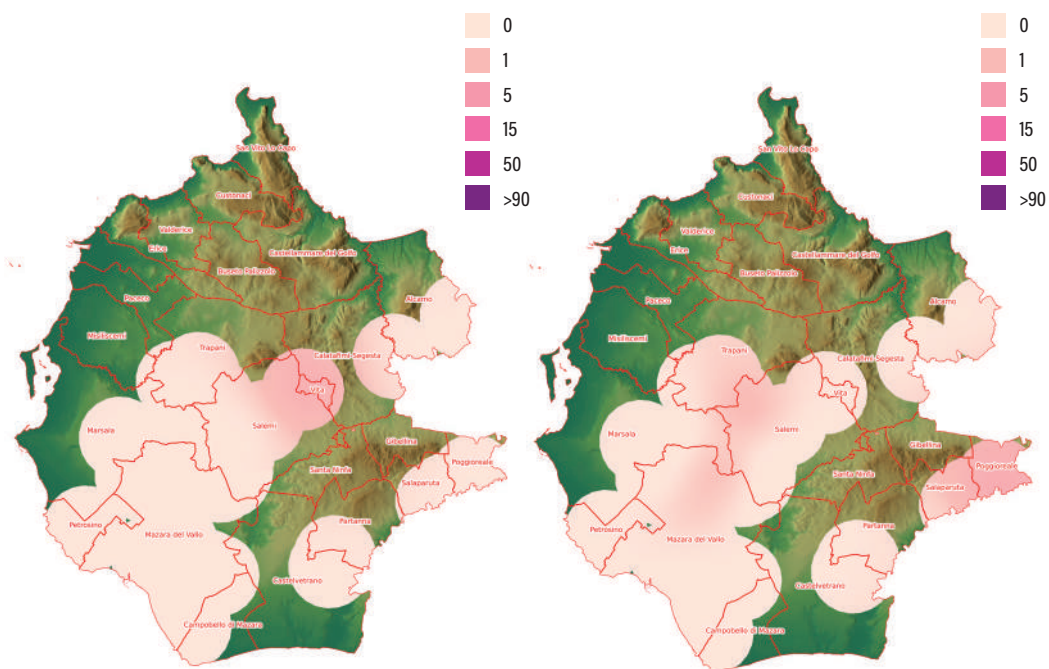 0
1
5
15
50
>90
San Vito Lo Capo
Custonaci
Valderice
Erice
Castellammare del Golfo
Buseto Palizzolo
Paceco
Alcamo
Misiliscemi
Trapani
Calatafimi Segesta
Vita
Marsala
Salemi
Gibellina
Poggioreale
Santa Ninfa
Salaparuta
Petrosino
Partanna
Mazara del Vallo
Castelvetrano
Campobello di Mazara
0
1
5
15
50
>90
San Vito Lo Capo
Custonaci
Valderice
Erice
Castellammare del Golfo
Buseto Palizzolo
Paceco
Alcamo
Misiliscemi
Trapani
Calatafimi Segesta
Vita
Marsala
Salemi
Gibellina
Poggioreale
Santa Ninfa
Salaparuta
Petrosino
Partanna
Mazara del Vallo
Castelvetrano
Campobello di Mazara